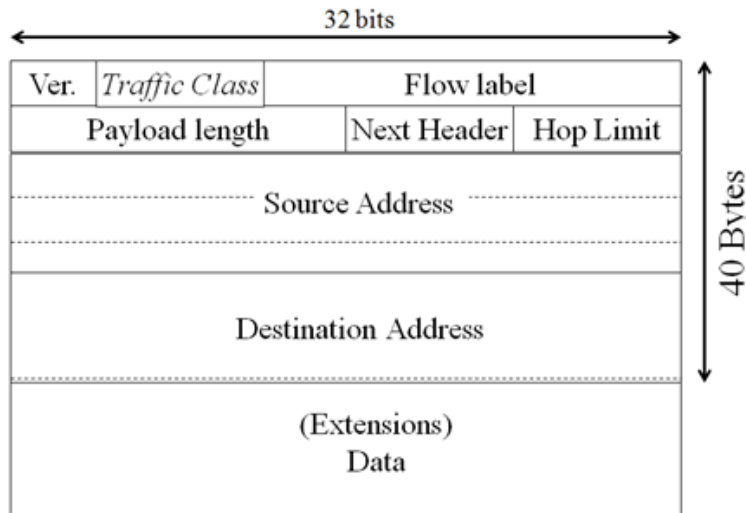 32 bits
Ver. Traffic Class Flow label
Payload length Next Header Hop Limit
Source Address
40 Bytes
Destination Address
(Extensions)
Data